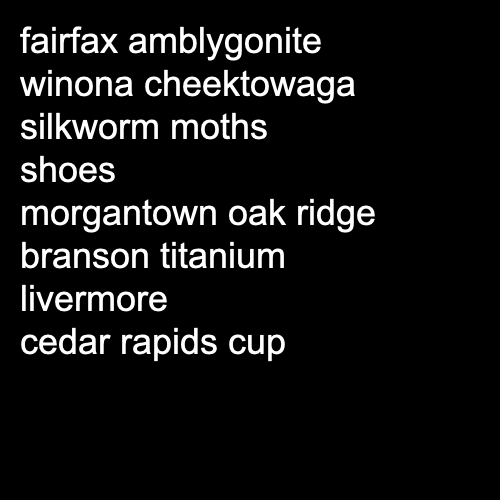 fairfax amblygonite
winona cheektowaga
silkworm moths
shoes
morgantown oak ridge
branson titanium
livermore
cedar rapids cup